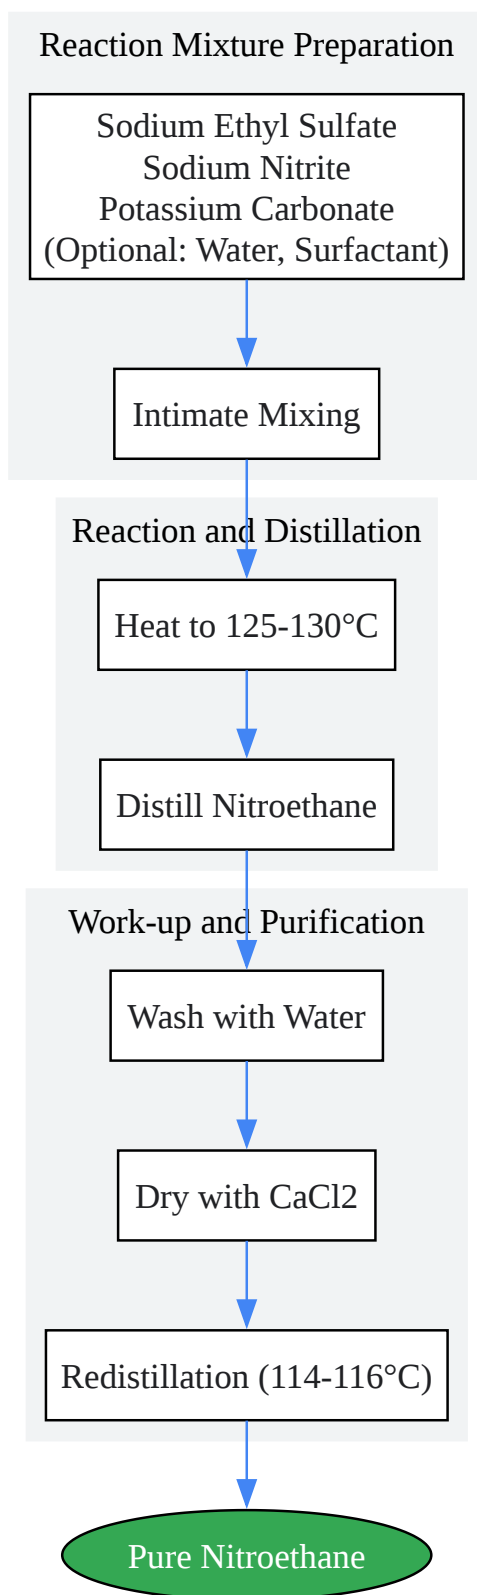 Reaction Mixture Preparation
Sodium Ethyl Sulfate
Sodium Nitrite
Potassium Carbonate
(Optional: Water, Surfactant)
Intimate Mixing
Reaction and Distillation
Heat to 125-130°C
Distill Nitroethane
Work-up and Purification
Wash with Water
Dry with CaCl2
Redistillation (114-116°C)
Pure Nitroethane